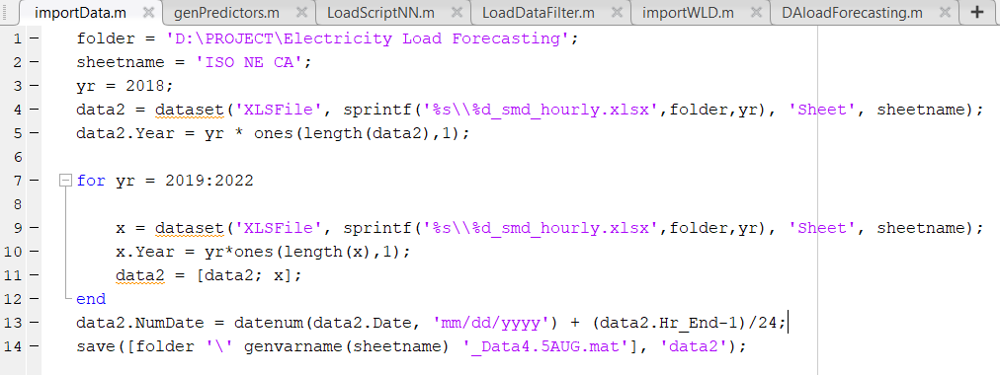 importData.m × genPredictors.m × LoadScriptNN.m × LoadDataFilter.m × importWLD.m × DAloadForecasting.m × +
1 – folder = 'D:\PROJECT\Electricity Load Forecasting';
2 – sheetname = 'ISO NE CA';
3 – yr = 2018;
4 – data2 = dataset('XLSFile', sprintf('%s\\%d_smd_hourly.xlsx',folder,yr), 'Sheet', sheetname);
5 – data2.Year = yr * ones(length(data2),1);
6
7 – for yr = 2019:2022
8
9 – x = dataset('XLSFile', sprintf('%s\\%d_smd_hourly.xlsx',folder,yr), 'Sheet', sheetname);
10 – x.Year = yr*ones(length(x),1);
11 – data2 = [data2; x];
12 – end
13 – data2.NumDate = datenum(data2.Date, 'mm/dd/yyyy') + (data2.Hr_End-1)/24;
14 – save([folder '\' genvarname(sheetname) '_Data4.5AUG.mat'], 'data2');